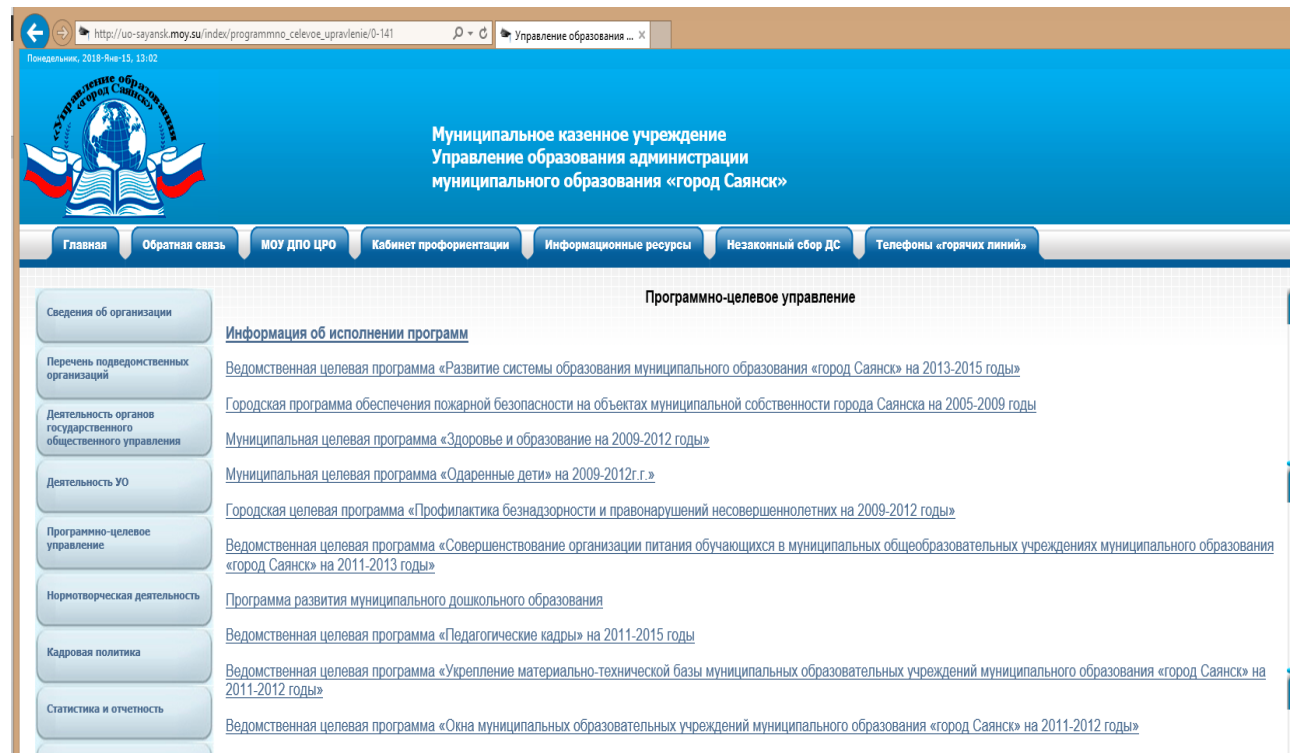 http://uo-sayansk.moy.su/index/programmno_celevoe_upravlenie/0-141
Управление образования ...
Понедельник, 2018-Янв-15, 13:02
«Управление образования
«город Саянск»
Муниципальное казенное учреждение
Управление образования администрации
муниципального образования «город Саянск»
Главная
Обратная связь
МОУ ДПО ЦРО
Кабинет профориентации
Информационные ресурсы
Незаконный сбор ДС
Телефоны «горячих линий»
Сведения об организации
Перечень подведомственных
организаций
Деятельность органов
государственного
общественного управления
Деятельность УО
Программно-целевое
управление
Нормотворческая деятельность
Кадровая политика
Статистика и отчетность
Программно-целевое управление
Информация об исполнении программ
Ведомственная целевая программа «Развитие системы образования муниципального образования «город Саянск» на 2013-2015 годы»
Городская программа обеспечения пожарной безопасности на объектах муниципальной собственности города Саянска на 2005-2009 годы
Муниципальная целевая программа «Здоровье и образование на 2009-2012 годы»
Муниципальная целевая программа «Одаренные дети» на 2009-2012г.г.»
Городская целевая программа «Профилактика безнадзорности и правонарушений несовершеннолетних на 2009-2012 годы»
Ведомственная целевая программа «Совершенствование организации питания обучающихся в муниципальных общеобразовательных учреждениях муниципального образования
«город Саянск» на 2011-2013 годы»
Программа развития муниципального дошкольного образования
Ведомственная целевая программа «Педагогические кадры» на 2011-2015 годы
Ведомственная целевая программа «Укрепление материально-технической базы муниципальных образовательных учреждений муниципального образования «город Саянск» на
2011-2012 годы»
Ведомственная целевая программа «Окна муниципальных образовательных учреждений муниципального образования «город Саянск» на 2011-2012 годы»